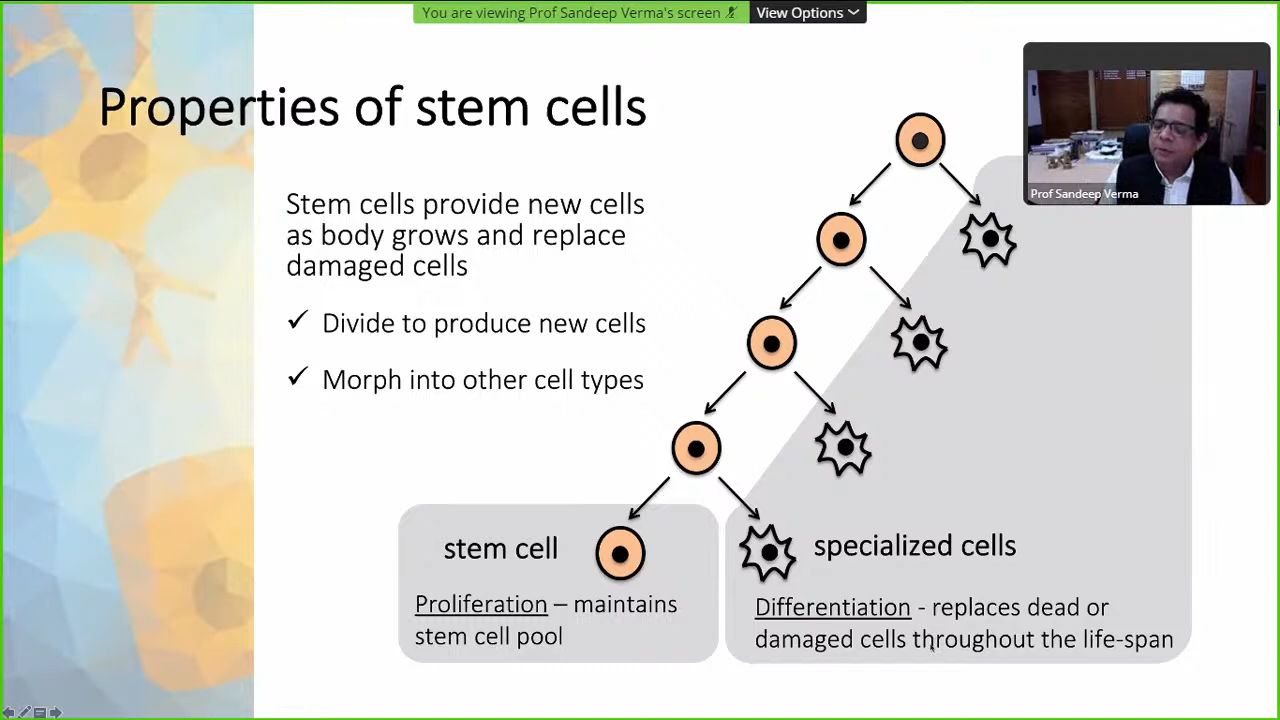 You are viewing Prof Sandeep Verma's screen
View Options
Properties of stem cells
Prof Sandeep Verma
Stem cells provide new cells
as body grows and replace
damaged cells
✓ Divide to produce new cells
✓ Morph into other cell types
stem cell
specialized cells
Proliferation – maintains
stem cell pool
Differentiation - replaces dead or
damaged cells throughout the life-span